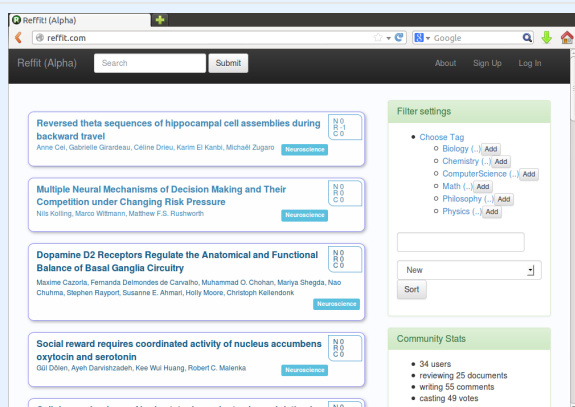 Reffit! (Alpha)
reffit.com
Google
Reffit (Alpha)
Search
Submit
About
Sign Up
Log In
Reversed theta sequences of hippocampal cell assemblies during
backward travel
Anne Cei, Gabrielle Girardeau, Céline Drieu, Karim El Kanbi, Michaël Zugaro
Neuroscience
N 0
R -1
C 0
Multiple Neural Mechanisms of Decision Making and Their
Competition under Changing Risk Pressure
Nils Kolling, Marco Wittmann, Matthew F.S. Rushworth
Neuroscience
N 0
R 0
C 0
Dopamine D2 Receptors Regulate the Anatomical and Functional
Balance of Basal Ganglia Circuitry
Maxime Cazorla, Fernanda Delmondes de Carvalho, Muhammad O. Chohan, Mariya Shegda, Nao
Chuhma, Stephen Rayport, Susanne E. Ahmari, Holly Moore, Christoph Kellendonk
Neuroscience
N 0
R 0
C 0
Social reward requires coordinated activity of nucleus accumbens
oxytocin and serotonin
Gül Dölen, Ayeh Darvishzadeh, Kee Wui Huang, Robert C. Malenka
Neuroscience
N 0
R 0
C 0
Filter settings
Choose Tag
Biology (..) Add
Chemistry (..) Add
ComputerScience (..) Add
Math (..) Add
Philosophy (..) Add
Physics (..) Add
New
Sort
Community Stats
34 users
reviewing 25 documents
writing 55 comments
casting 49 votes